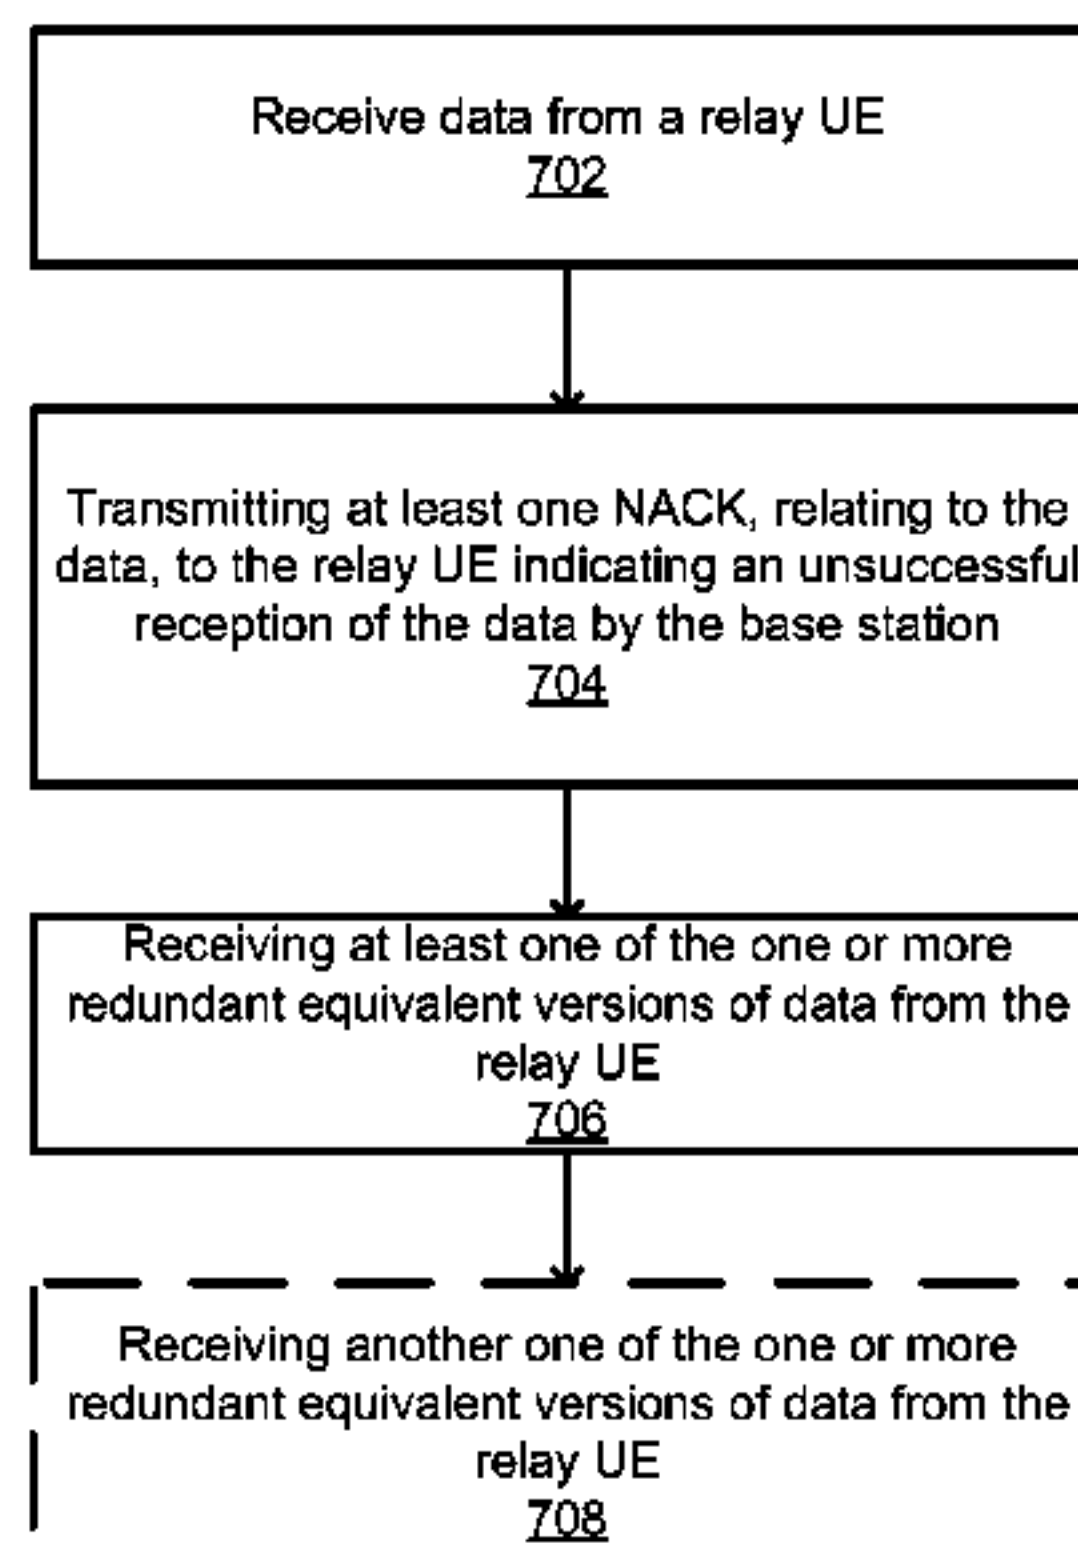 Receive data from a relay UE
702
Transmitting at least one NACK, relating to the
data, to the relay UE indicating an unsuccessful
reception of the data by the base station
704
Receiving at least one of the one or more
redundant equivalent versions of data from the
relay UE
706
Receiving another one of the one or more
redundant equivalent versions of data from the
relay UE
708